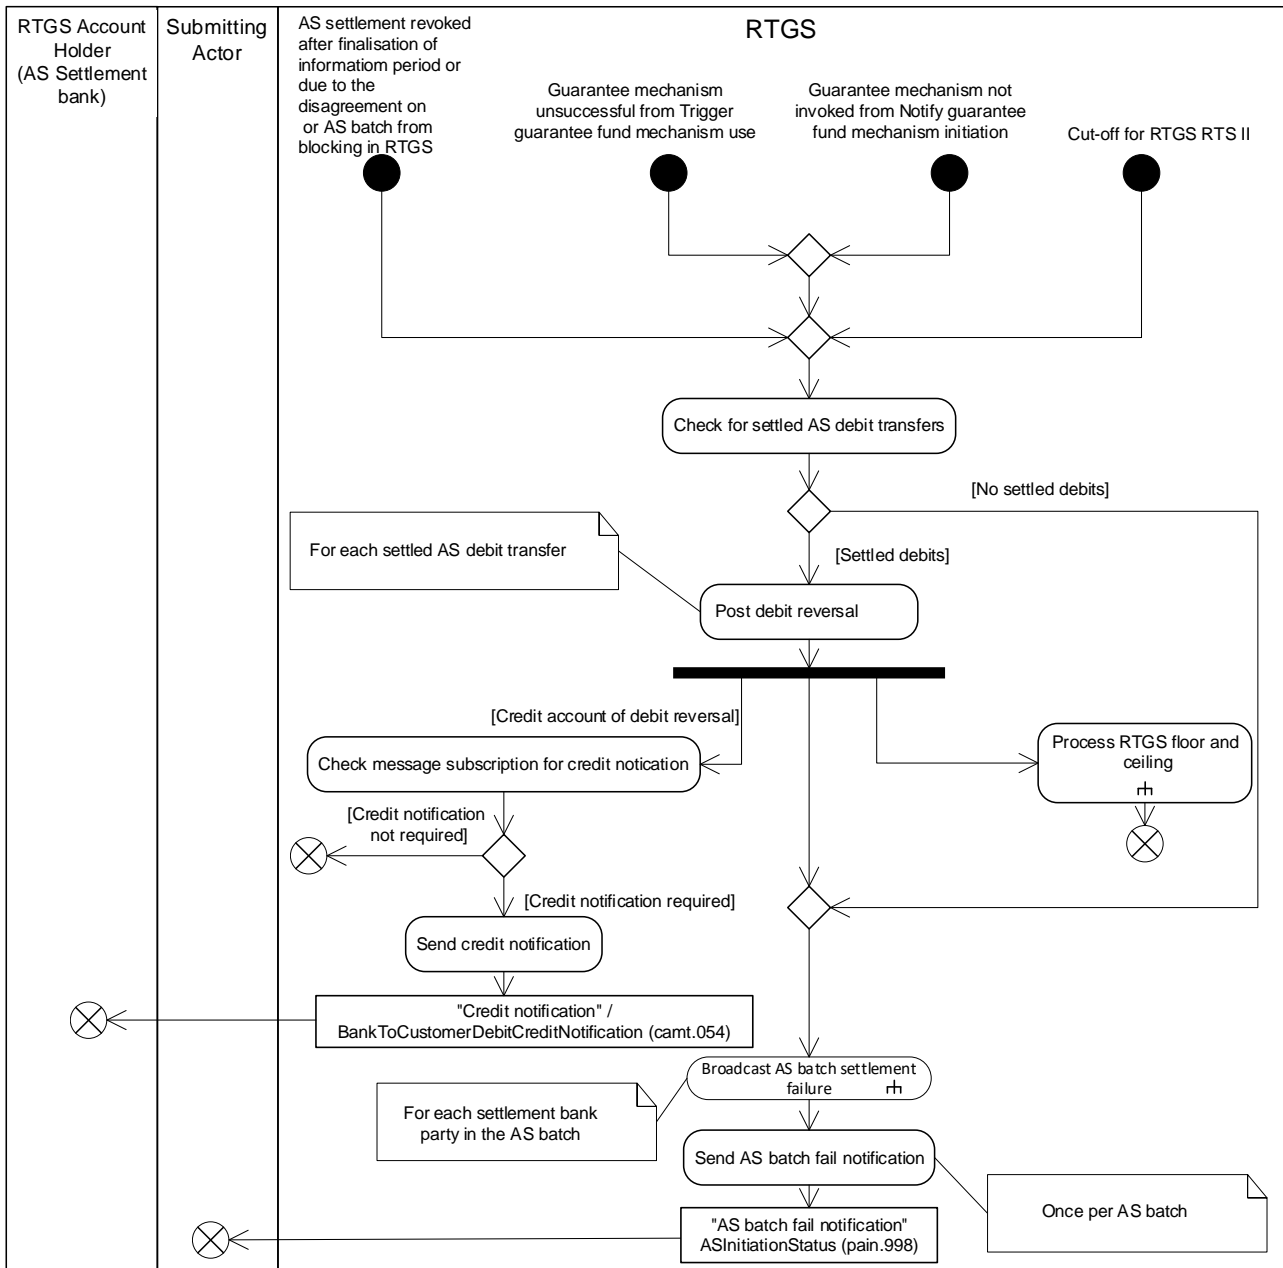 RTGS Account
Holder
(AS Settlement
bank)
Submitting
Actor
RTGS
AS settlement revoked
after finalisation of
informatiom period or
due to the
disagreement on
or AS batch from
blocking in RTGS
Guarantee mechanism
unsuccessful from Trigger
guarantee fund mechanism use
Guarantee mechanism not
invoked from Notify guarantee
fund mechanism initiation
Cut-off for RTGS RTS II
Check for settled AS debit transfers
[No settled debits]
For each settled AS debit transfer
[Settled debits]
Post debit reversal
[Credit account of debit reversal]
Check message subscription for credit notication
Process RTGS floor and
ceiling
[Credit notification
not required]
[Credit notification required]
Send credit notification
"Credit notification" /
BankToCustomerDebitCreditNotification (camt.054)
Broadcast AS batch settlement
failure
For each settlement bank
party in the AS batch
Send AS batch fail notification
Once per AS batch
"AS batch fail notification"
ASInitiationStatus (pain.998)